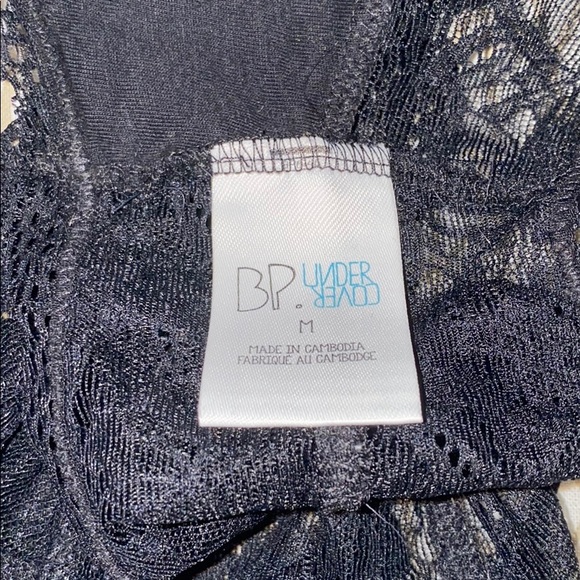 BP. UNDER
COVER
M
MADE IN CAMBODIA
FABRIQUE AU CAMBODGE